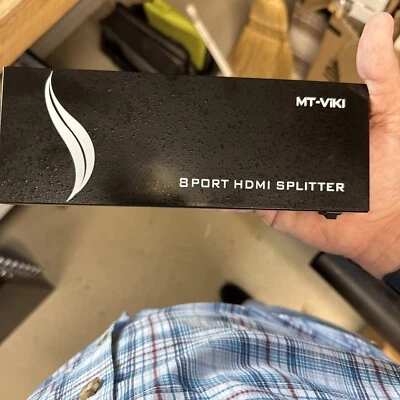 MT-VIKI
8 PORT HDMI SPLITTER